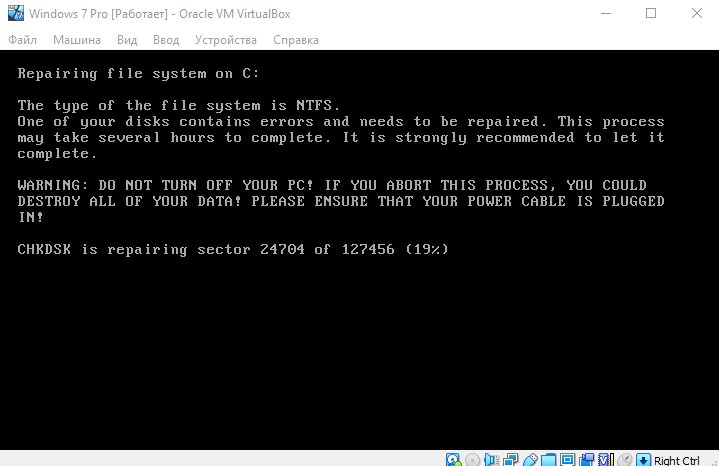 Windows 7 Pro [Работает] - Oracle VM VirtualBox
Файл Машина Вид Ввод Устройства Справка
Repairing file system on C:
The type of the file system is NTFS.
One of your disks contains errors and needs to be repaired. This process
may take several hours to complete. It is strongly recommended to let it
complete.
WARNING: DO NOT TURN OFF YOUR PC! IF YOU ABORT THIS PROCESS, YOU COULD
DESTROY ALL OF YOUR DATA! PLEASE ENSURE THAT YOUR POWER CABLE IS PLUGGED
IN!
CHKDSK is repairing sector 24704 of 127456 (19%)
Right Ctrl